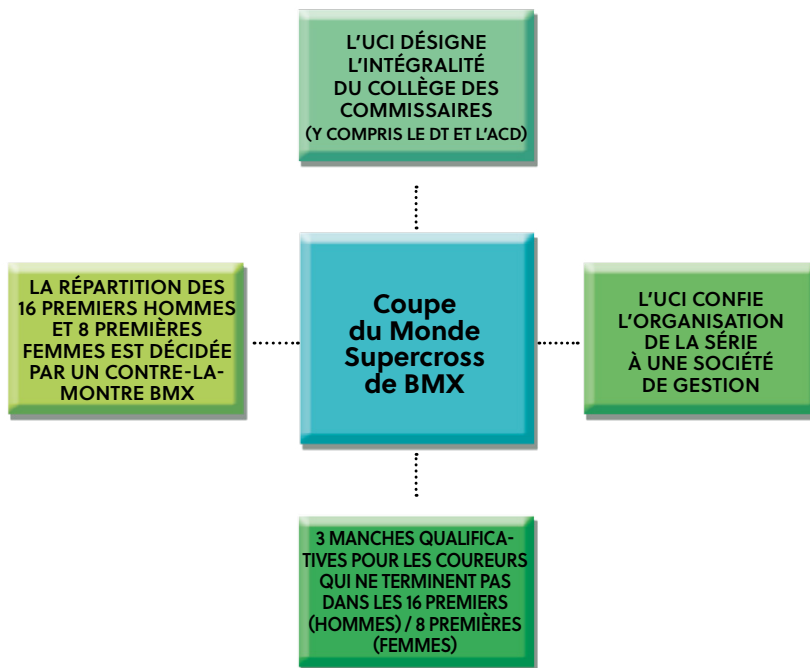 L'UCI DÉSIGNE
L'INTÉGRALITÉ
DU COLLÈGE DES
COMMISSAIRES
(Y COMPRIS LE DT ET L'ACD)
LA RÉPARTITION DES
16 PREMIERS HOMMES
ET 8 PREMIÈRES
FEMMES EST DÉCIDÉE
PAR UN CONTRE-LA-
MONTRE BMX
Coupe
du Monde
Supercross
de BMX
L'UCI CONFIE
L'ORGANISATION
DE LA SÉRIE
À UNE SOCIÉTÉ
DE GESTION
3 MANCHES QUALIFICA-
TIVES POUR LES COUREURS
QUI NE TERMINENT PAS
DANS LES 16 PREMIERS
(HOMMES) / 8 PREMIÈRES
(FEMMES)